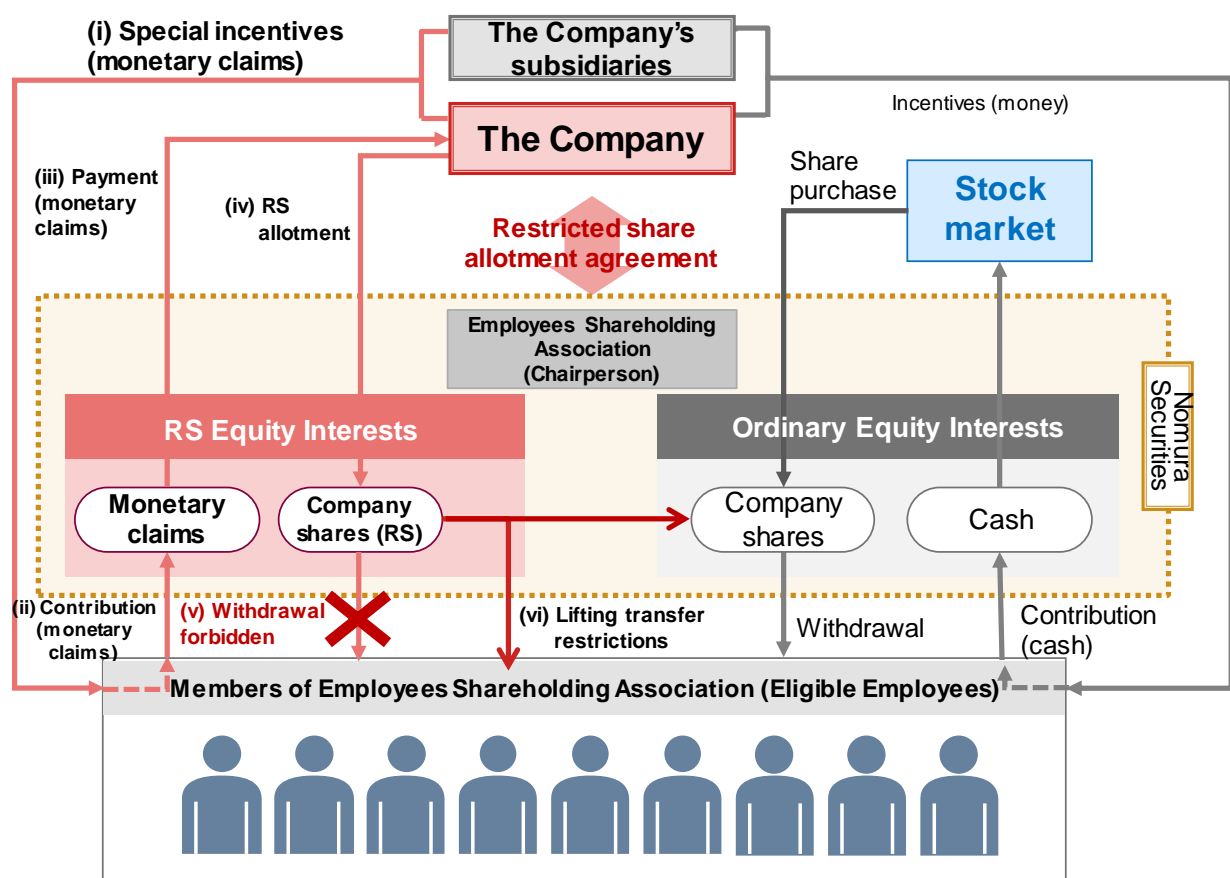 (i) Special incentives
(monetary claims)
The Company's
subsidiaries
Incentives (money)
The Company
(iii) Payment
(monetary
claims)
(iv) RS
allotment
Share
purchase
Stock
market
Restricted share
allotment agreement
Employees Shareholding
Association
(Chairperson)
Nomura
Securities
RS Equity Interests
Ordinary Equity Interests
Monetary
claims
Company
shares (RS)
Company
shares
Cash
(ii) Contribution
(monetary
claims)
(v) Withdrawal
forbidden
(vi) Lifting transfer
restrictions
Withdrawal
Contribution
(cash)
Members of Employees Shareholding Association (Eligible Employees)